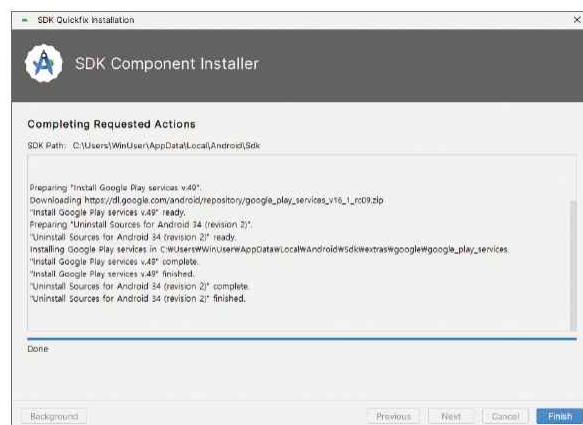 SDK Quickfix Installation
SDK Component Installer
Completing Requested Actions
SDK Path: C:\Users\WinUser\AppData\Local\Android\Sdk
Preparing "Install Google Play services v.49".
Downloading https://dl.google.com/android/repository/google_play_services_v16_1_rc09.zip
"Install Google Play services v.49" ready.
Preparing "Uninstall Sources for Android 34 (revision 2)".
"Uninstall Sources for Android 34 (revision 2)" ready.
Installing Google Play services in C:₩Users₩WinUser₩AppData₩Local₩Android₩Sdk₩extras₩google₩google_play_services
"Install Google Play services v.49" complete.
"Install Google Play services v.49" finished.
"Uninstall Sources for Android 34 (revision 2)" complete.
"Uninstall Sources for Android 34 (revision 2)" finished.
Done
Background Previous Next Cancel Finish